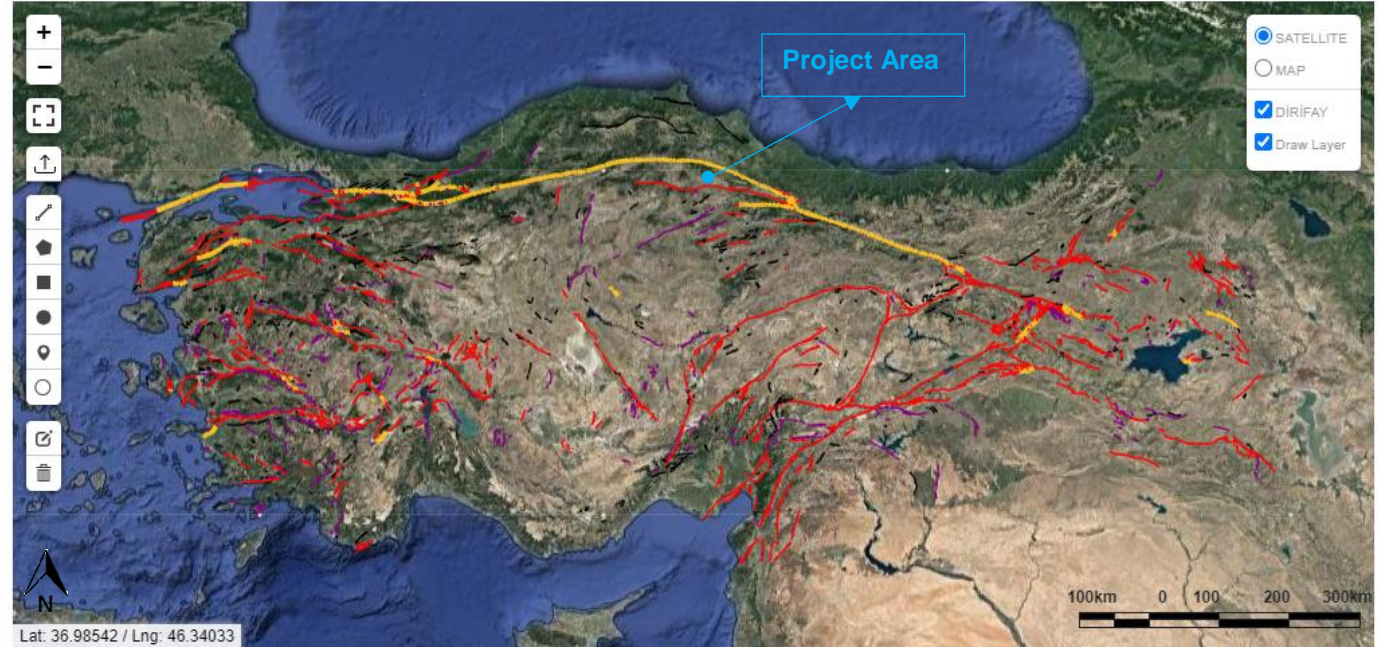 +
−
Project Area
SATELLITE
MAP
DİRİFAY
Draw Layer
N
100km 0 100 200 300km
Lat: 36.98542 / Lng: 46.34033